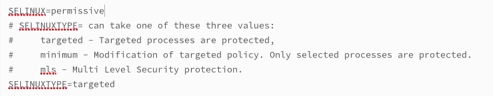 SELINUX=permissive
# SELINUXTYPE= can take one of these three values:
#     targeted - Targeted processes are protected,
#     minimum - Modification of targeted policy. Only selected processes are protected.
#     mls - Multi Level Security protection.
SELINUXTYPE=targeted